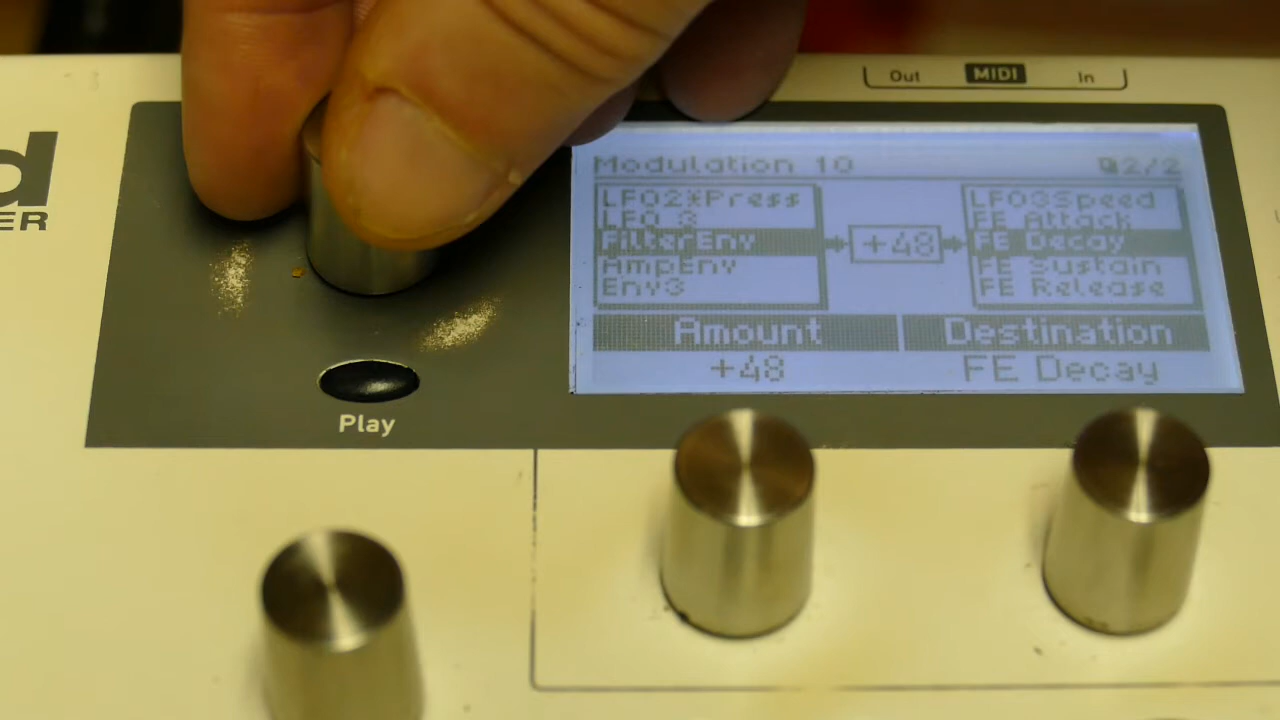 Out MIDI In
d
ER
Modulation 10 2/2
LFO2*Press
LFO 3
FilterEnv
AmpEnv
Env3
+48
LFO3Speed
FE Attack
FE Decay
FE Sustain
FE Release
Amount Destination
+48 FE Decay
Play